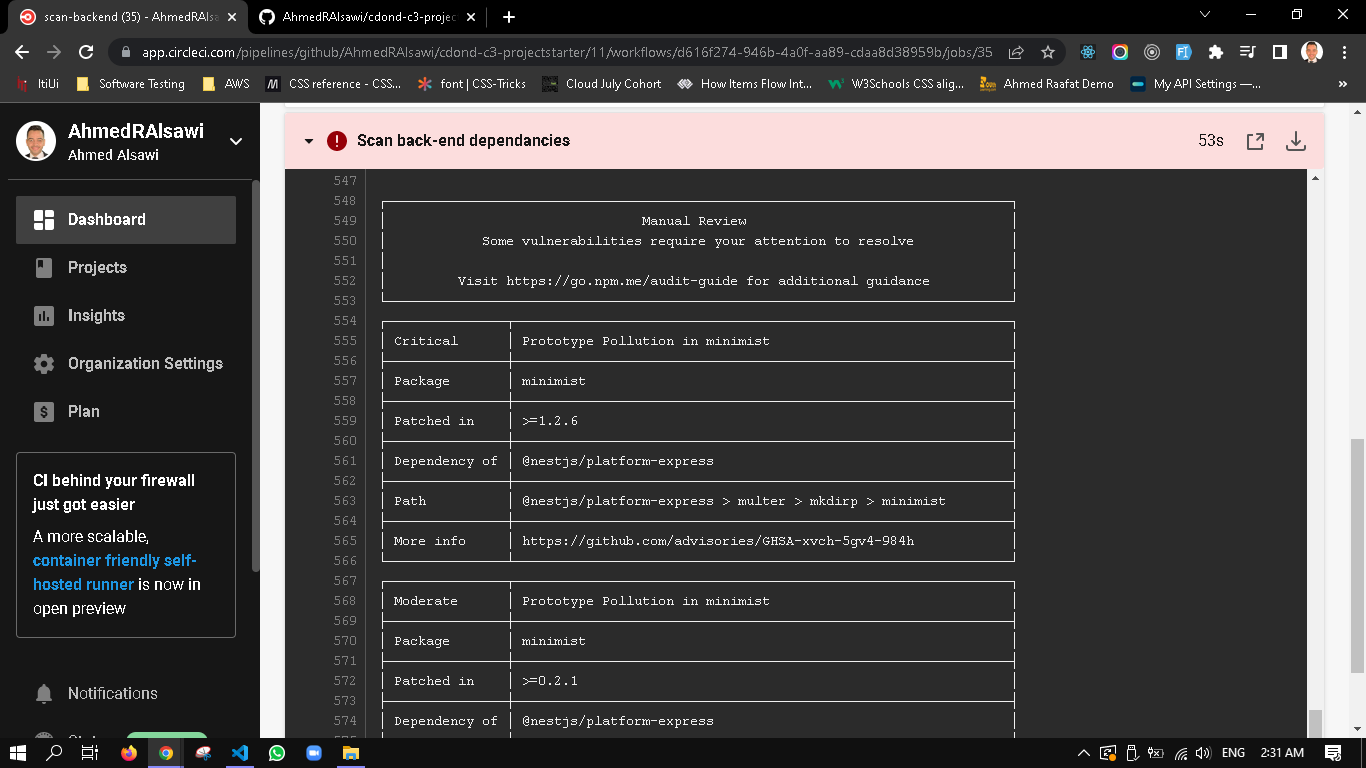 scan-backend (35) - AhmedRAlsa
AhmedRAlsawi/cdond-c3-project
app.circleci.com/pipelines/github/AhmedRAlsawi/cdond-c3-projectstarter/11/workflows/d616f274-946b-4a0f-aa89-cdaa8d38959b/jobs/35
ItiUi
Software Testing
AWS
CSS reference - CSS...
font | CSS-Tricks
Cloud July Cohort
How Items Flow Int...
W3Schools CSS alig...
Ahmed Raafat Demo
My API Settings —...
»
AhmedRAlsawi
Ahmed Alsawi
Dashboard
Projects
Insights
Organization Settings
Plan
CI behind your firewall
just got easier
A more scalable,
container friendly self-
hosted runner is now in
open preview
Notifications
Scan back-end dependancies
53s
547
548
549 Manual Review
550 Some vulnerabilities require your attention to resolve
551
552 Visit https://go.npm.me/audit-guide for additional guidance
553
554
555 Critical Prototype Pollution in minimist
556
557 Package minimist
558
559 Patched in >=1.2.6
560
561 Dependency of @nestjs/platform-express
562
563 Path @nestjs/platform-express > multer > mkdirp > minimist
564
565 More info https://github.com/advisories/GHSA-xvch-5gv4-984h
566
567
568 Moderate Prototype Pollution in minimist
569
570 Package minimist
571
572 Patched in >=0.2.1
573
574 Dependency of @nestjs/platform-express
ENG
2:31 AM